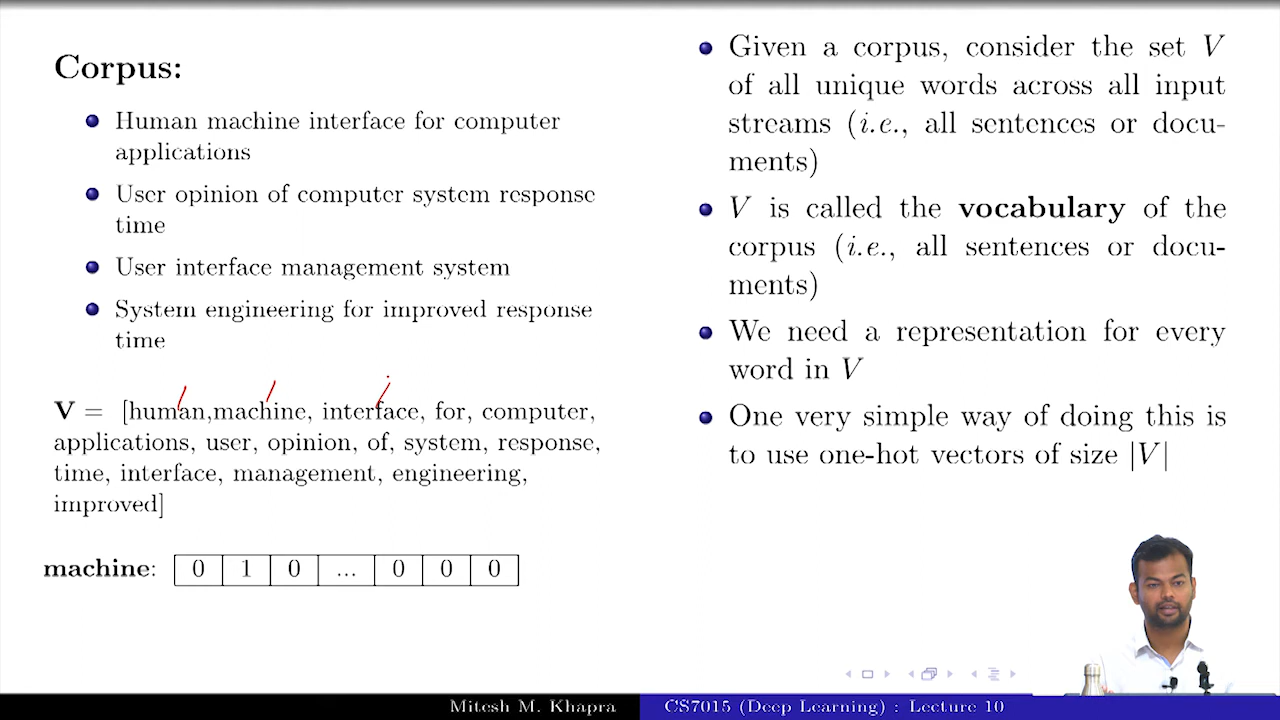 Corpus:
Human machine interface for computer
applications
User opinion of computer system response
time
User interface management system
System engineering for improved response
time
V = [human,machine, interface, for, computer,
applications, user, opinion, of, system, response,
time, interface, management, engineering,
improved]
machine: 0 1 0 ... 0 0 0
Given a corpus, consider the set V
of all unique words across all input
streams (i.e., all sentences or docu-
ments)
V is called the vocabulary of the
corpus (i.e., all sentences or docu-
ments)
We need a representation for every
word in V
One very simple way of doing this is
to use one-hot vectors of size |V|
Mitesh M. Khapra
CS7015 (Deep Learning) : Lecture 10